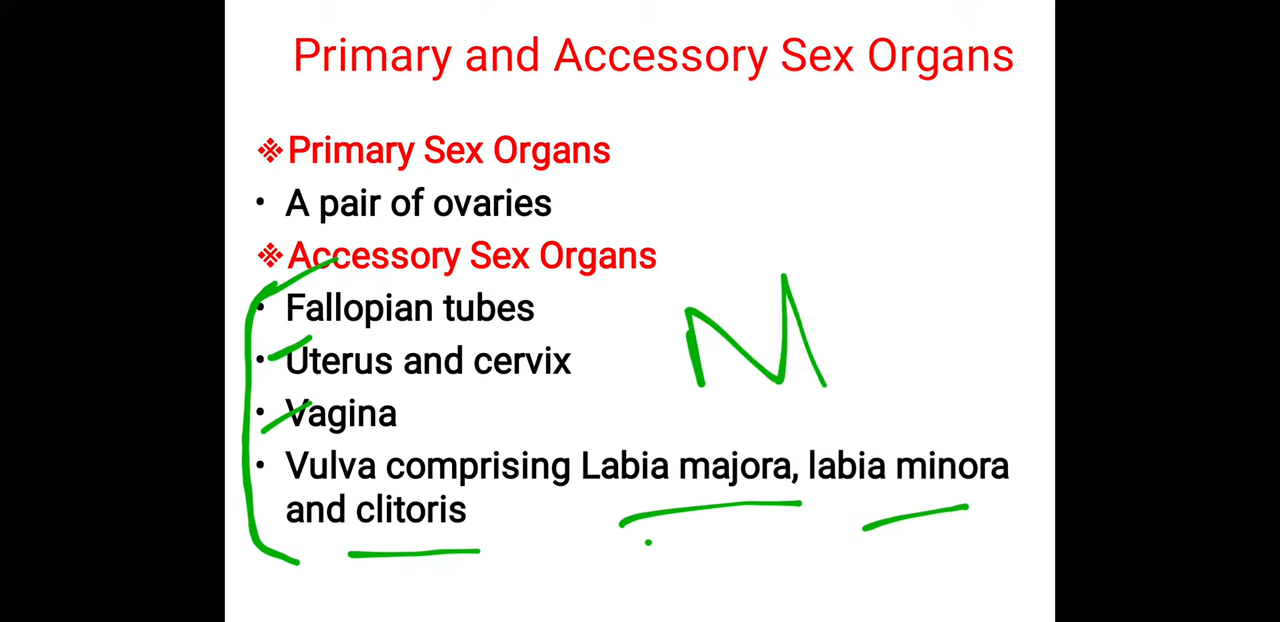 Primary and Accessory Sex Organs
❖Primary Sex Organs
• A pair of ovaries
❖Accessory Sex Organs
• Fallopian tubes
• Uterus and cervix
• Vagina
• Vulva comprising Labia majora, labia minora
and clitoris